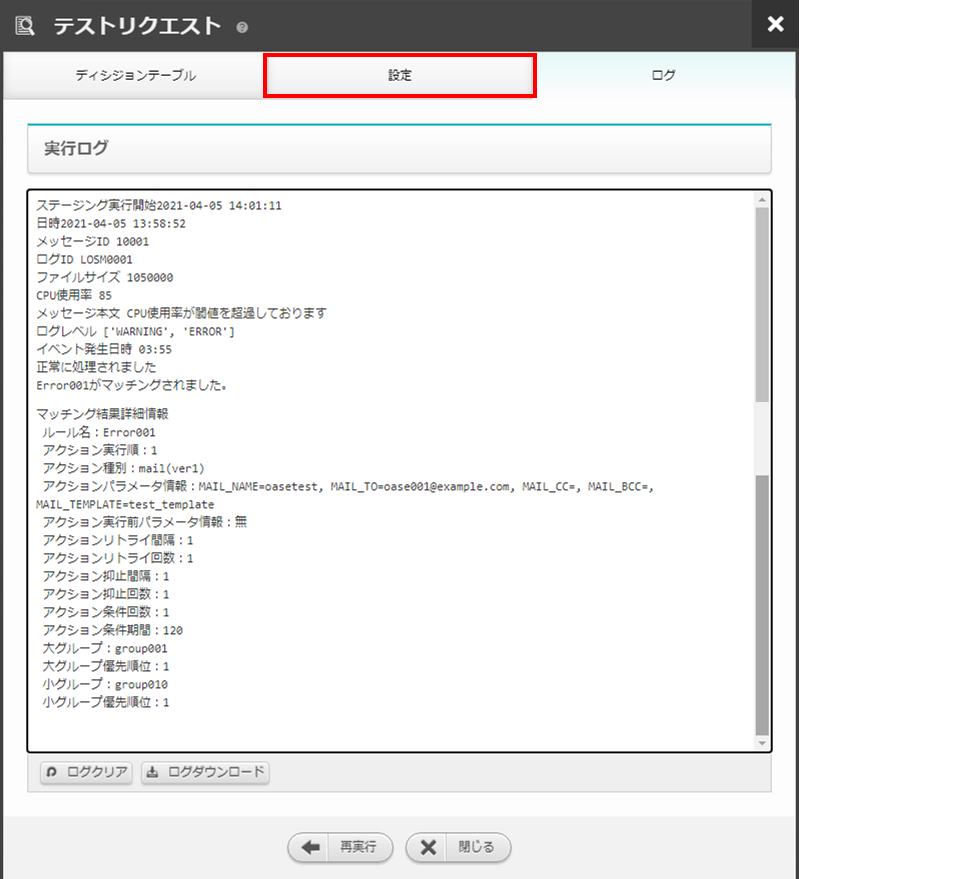 テストリクエスト
ディシジョンテーブル
設定
ログ
実行ログ
ステージング実行開始2021-04-05 14:01:11
日時2021-04-05 13:58:52
メッセージID 10001
ログID LOSM0001
ファイルサイズ 1050000
CPU使用率 85
メッセージ本文 CPU使用率が閾値を超過しております
ログレベル ['WARNING', 'ERROR']
イベント発生日時 03:55
正常に処理されました
Error001がマッチングされました。
マッチング結果詳細情報
ルール名：Error001
アクション実行順：1
アクション種別：mail(ver1)
アクションパラメータ情報：MAIL_NAME=oasetest, MAIL_TO=oase001@example.com, MAIL_CC=, MAIL_BCC=,
MAIL_TEMPLATE=test_template
アクション実行前パラメータ情報：無
アクションリトライ間隔：1
アクションリトライ回数：1
アクション抑止間隔：1
アクション抑止回数：1
アクション条件回数：1
アクション条件期間：120
大グループ：group001
大グループ優先順位：1
小グループ：group010
小グループ優先順位：1
ログクリア
ログダウンロード
再実行
閉じる